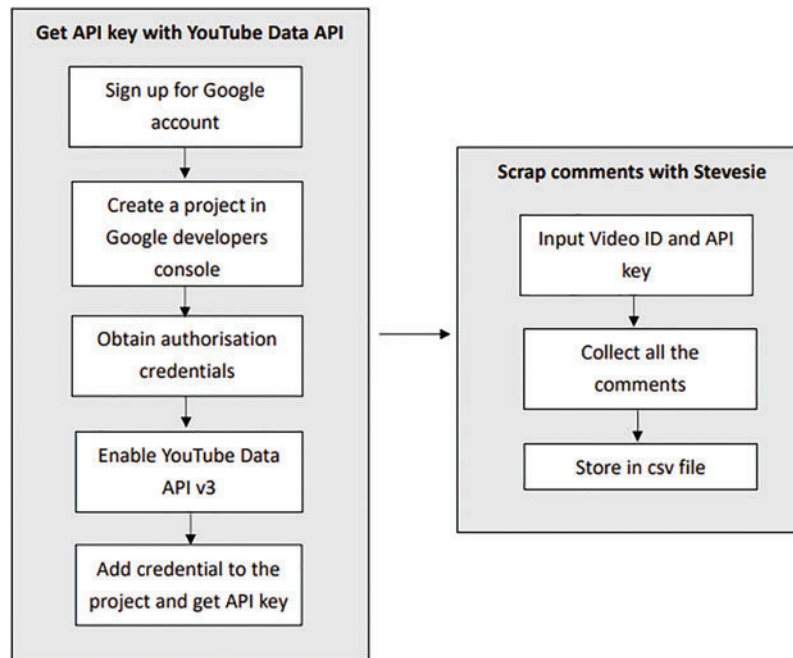 Get API key with YouTube Data API
Sign up for Google
account
Create a project in
Google developers
console
Obtain authorisation
credentials
Enable YouTube Data
API v3
Add credential to the
project and get API key
Scrap comments with Stevesie
Input Video ID and API
key
Collect all the
comments
Store in csv file